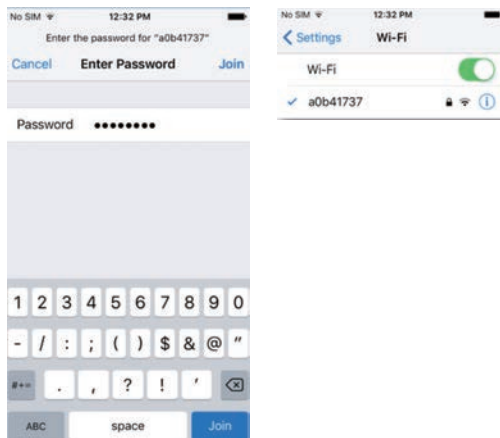 No SIM 12:32 PM
Enter the password for "a0b41737"
Cancel Enter Password Join
Password ●●●●●●●●
1 2 3 4 5 6 7 8 9 0
- / : ; ( ) $ & @ "
#+= . , ? ! '
ABC space Join
No SIM 12:32 PM
Settings Wi-Fi
Wi-Fi
a0b41737